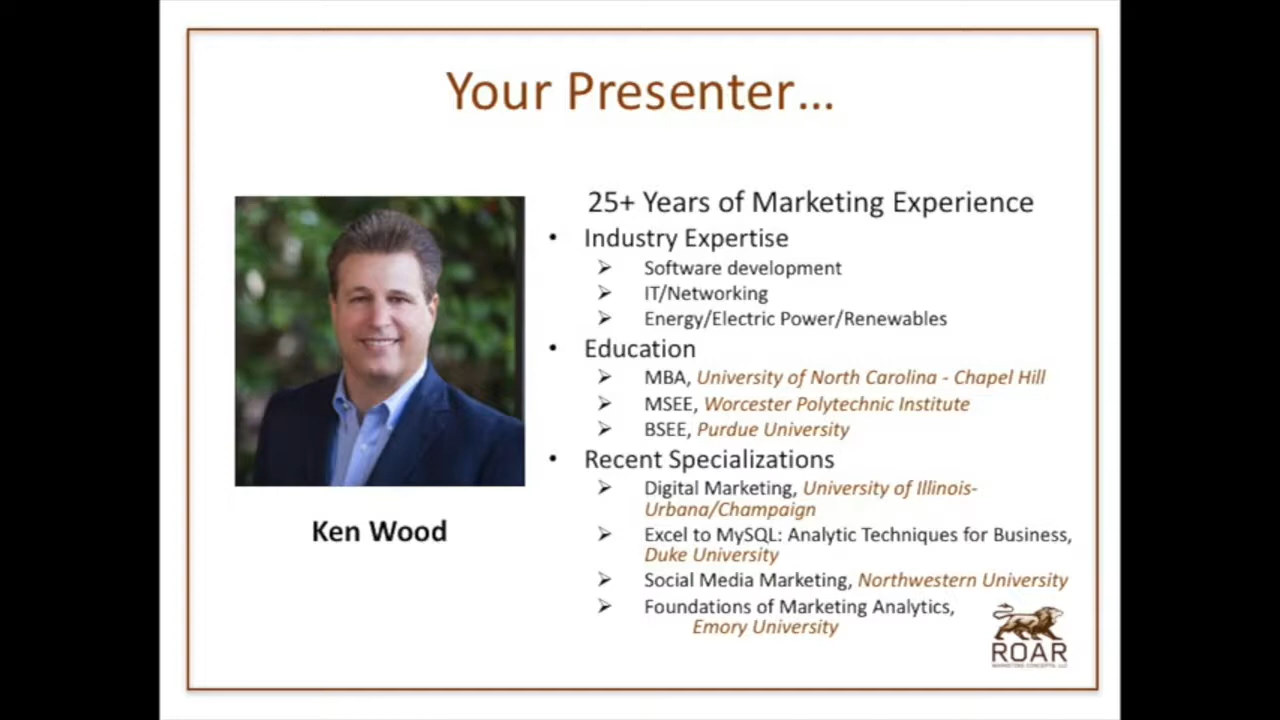 Your Presenter...
25+ Years of Marketing Experience
• Industry Expertise
➢ Software development
➢ IT/Networking
➢ Energy/Electric Power/Renewables
• Education
➢ MBA, University of North Carolina - Chapel Hill
➢ MSEE, Worcester Polytechnic Institute
➢ BSEE, Purdue University
• Recent Specializations
➢ Digital Marketing, University of Illinois-
Urbana/Champaign
➢ Excel to MySQL: Analytic Techniques for Business,
Duke University
➢ Social Media Marketing, Northwestern University
➢ Foundations of Marketing Analytics,
Emory University
Ken Wood
ROAR
MARKETING CONCEPTS, LLC